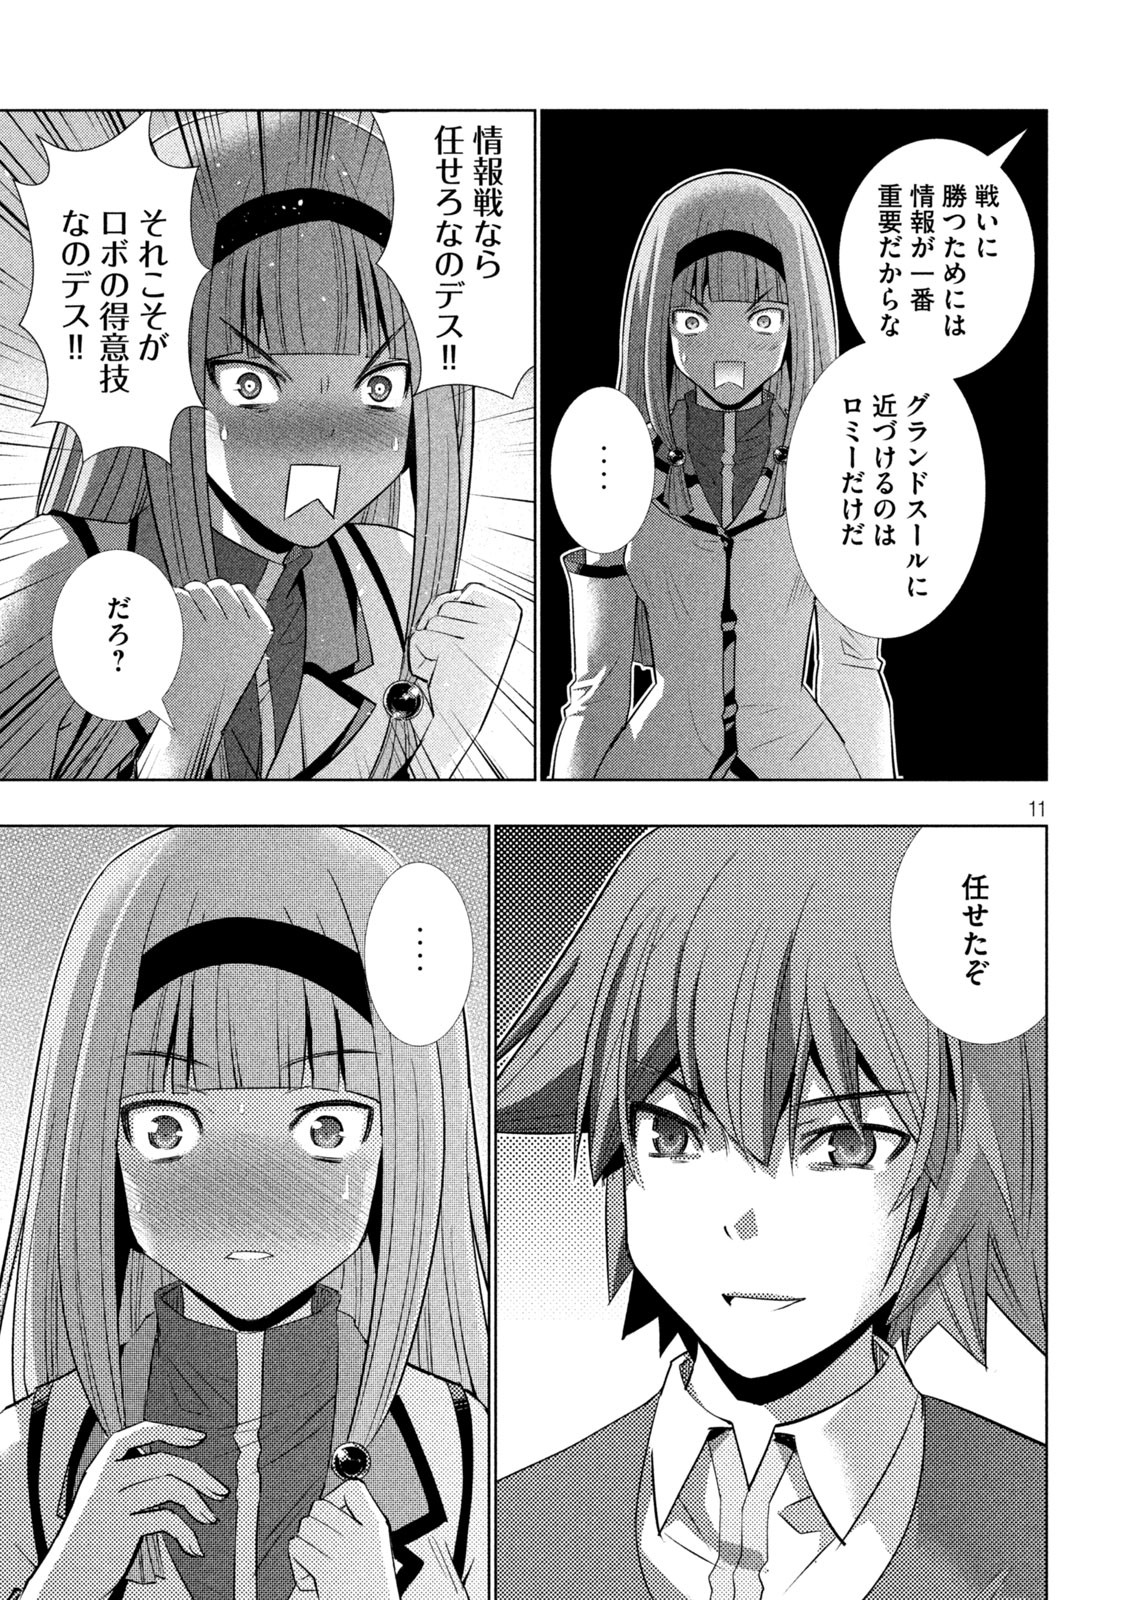 戦いに
勝つためには
情報が一番
重要だからな
グランドスールに
近づけるのは
ロミーだけだ
‥‥
情報戦なら
任せろなのデス!!
それこそが
ロボの得意技
なのデス!!
だろ?
11
任せたぞ
‥‥